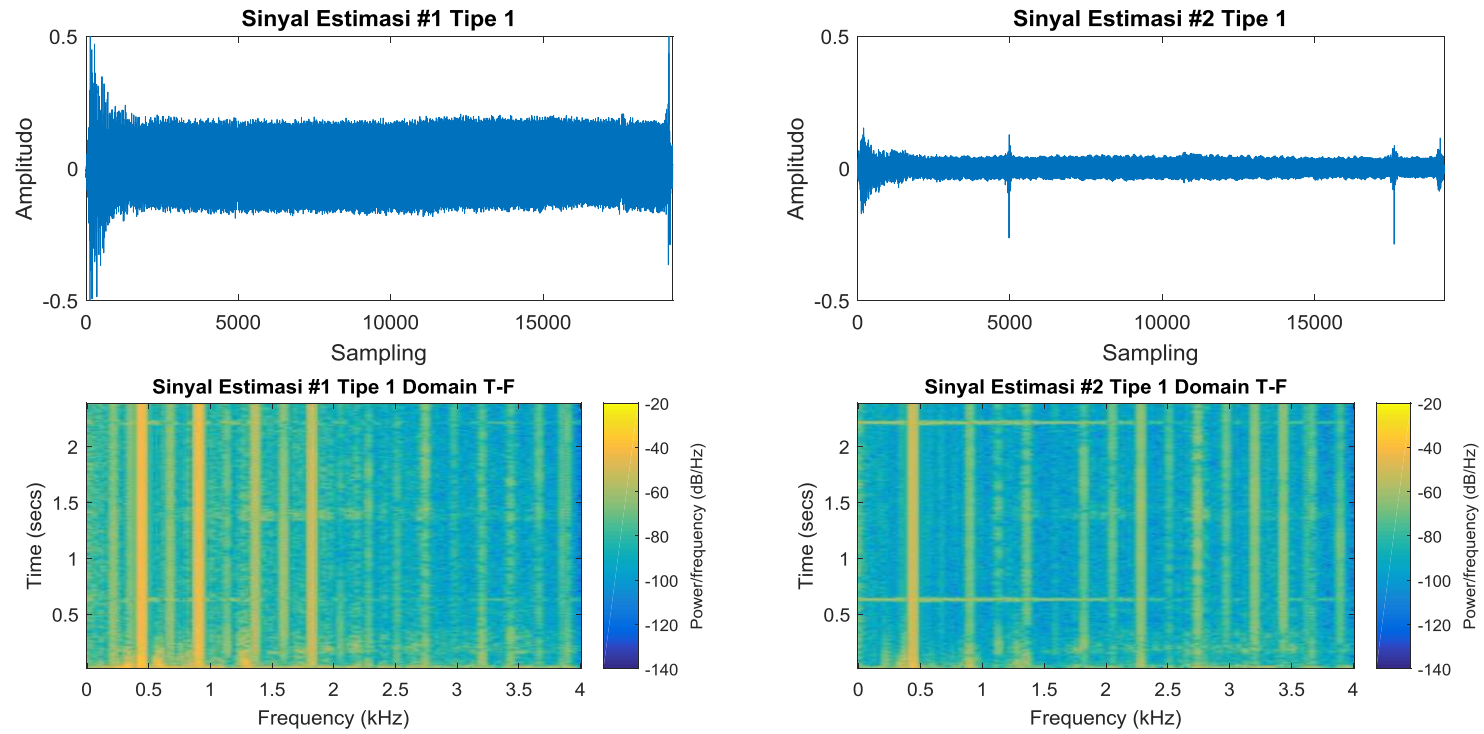 Sinyal Estimasi #1 Tipe 1
0.5
0
-0.5
Amplitudo
0 5000 10000 15000
Sampling
Sinyal Estimasi #2 Tipe 1
0.5
0
-0.5
Amplitudo
0 5000 10000 15000
Sampling
Sinyal Estimasi #1 Tipe 1 Domain T-F
2
1.5
1
0.5
Time (secs)
0 0.5 1 1.5 2 2.5 3 3.5 4
Frequency (kHz)
-20
-40
-60
-80
-100
-120
-140
Power/frequency (dB/Hz)
Sinyal Estimasi #2 Tipe 1 Domain T-F
2
1.5
1
0.5
Time (secs)
0 0.5 1 1.5 2 2.5 3 3.5 4
Frequency (kHz)
-20
-40
-60
-80
-100
-120
-140
Power/frequency (dB/Hz)